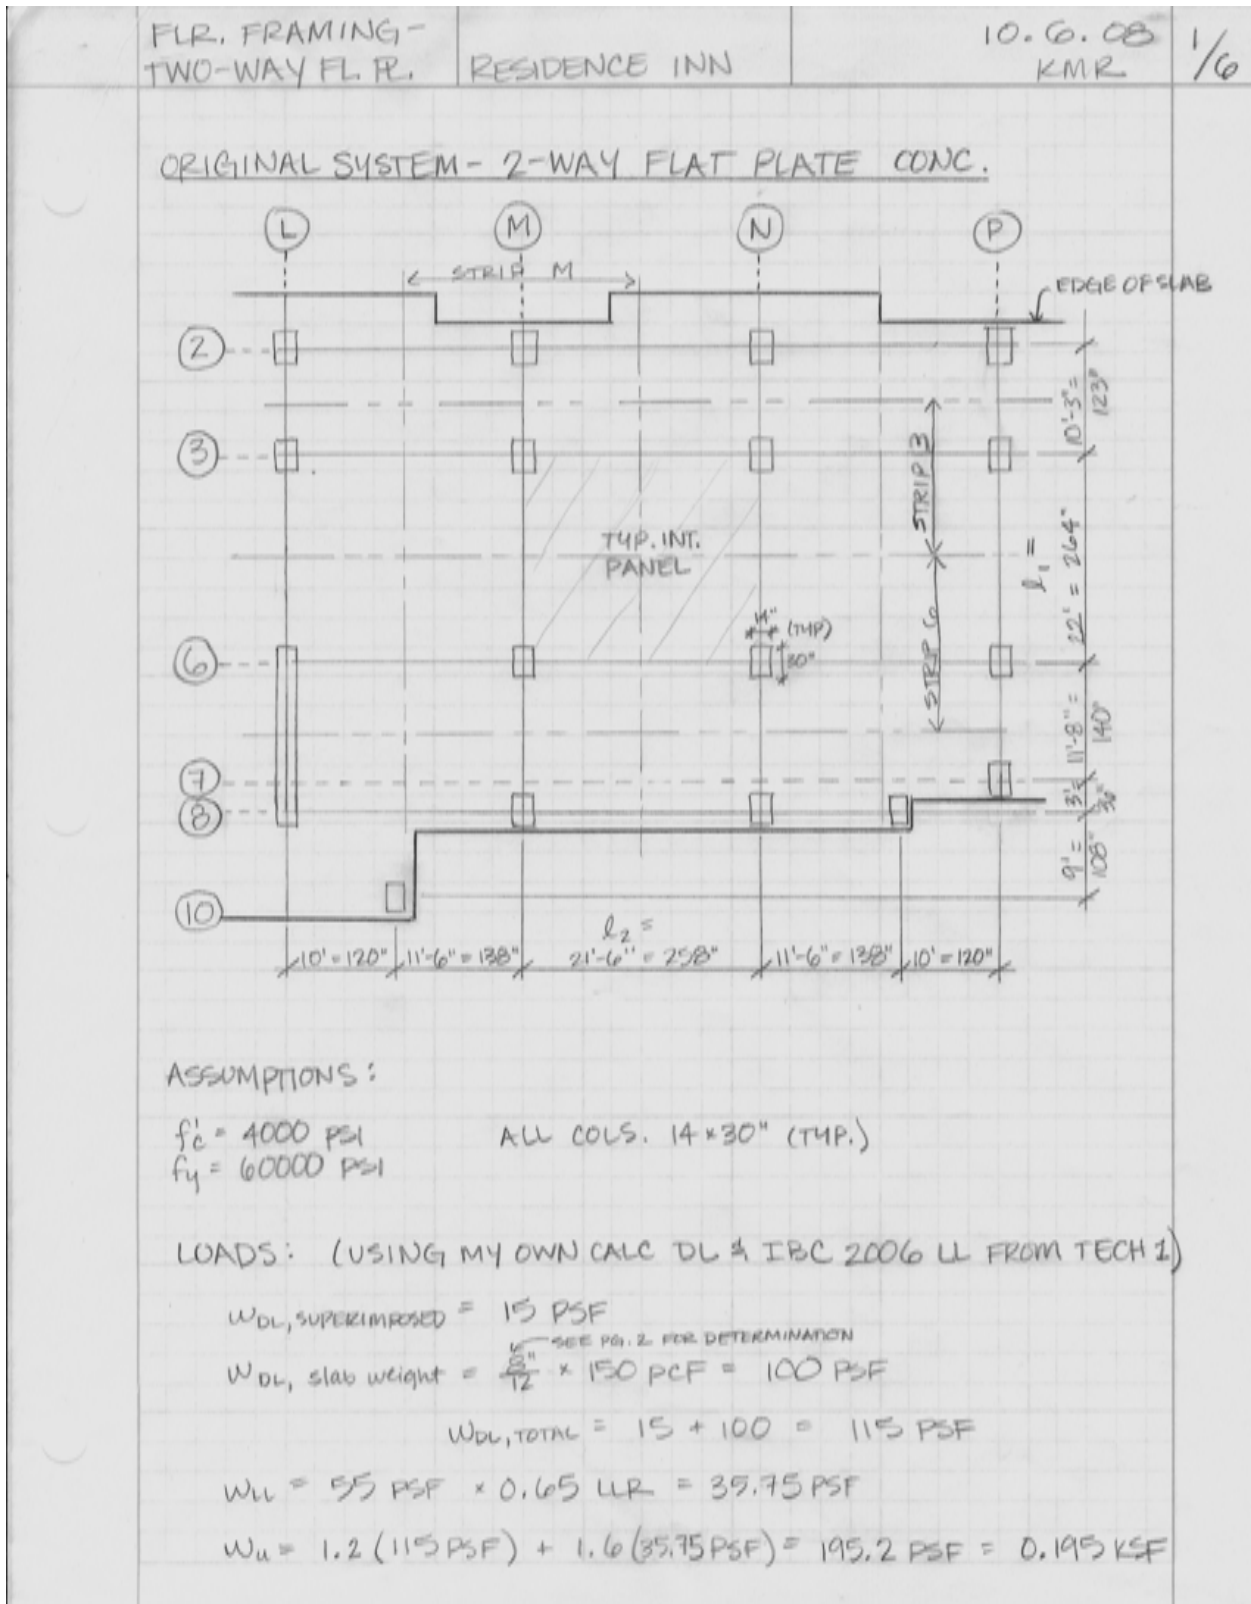 FLR. FRAMING-
TWO-WAY FL. PL.
RESIDENCE INN
10.6.08
KMR
1/6
ORIGINAL SYSTEM- 2-WAY FLAT PLATE CONC.
L M N P
STRIP M
EDGE OF SLAB
2
10'-3" =
123"
3
STRIP 3
TYP. INT.
PANEL
l₁ =
22' = 264"
14"
(TYP)
30"
6
STRIP 6
11'-8" =
140"
7
3' =
36"
8
9' =
108"
10
l₂ =
10' = 120" 11'-6" = 138" 21'-6" = 258" 11'-6" = 138" 10' = 120"
ASSUMPTIONS:
f'c = 4000 PSI ALL COLS. 14 × 30" (TYP.)
fy = 60000 PSI
LOADS: (USING MY OWN CALC DL & IBC 2006 LL FROM TECH 1)
WDL, SUPERIMPOSED = 15 PSF
SEE PG. 2 FOR DETERMINATION
WDL, slab weight = 8"/12 × 150 PCF = 100 PSF
WDL, TOTAL = 15 + 100 = 115 PSF
WLL = 55 PSF × 0.65 LLR = 35.75 PSF
Wu = 1.2 (115 PSF) + 1.6 (35.75 PSF) = 195.2 PSF = 0.195 KSF